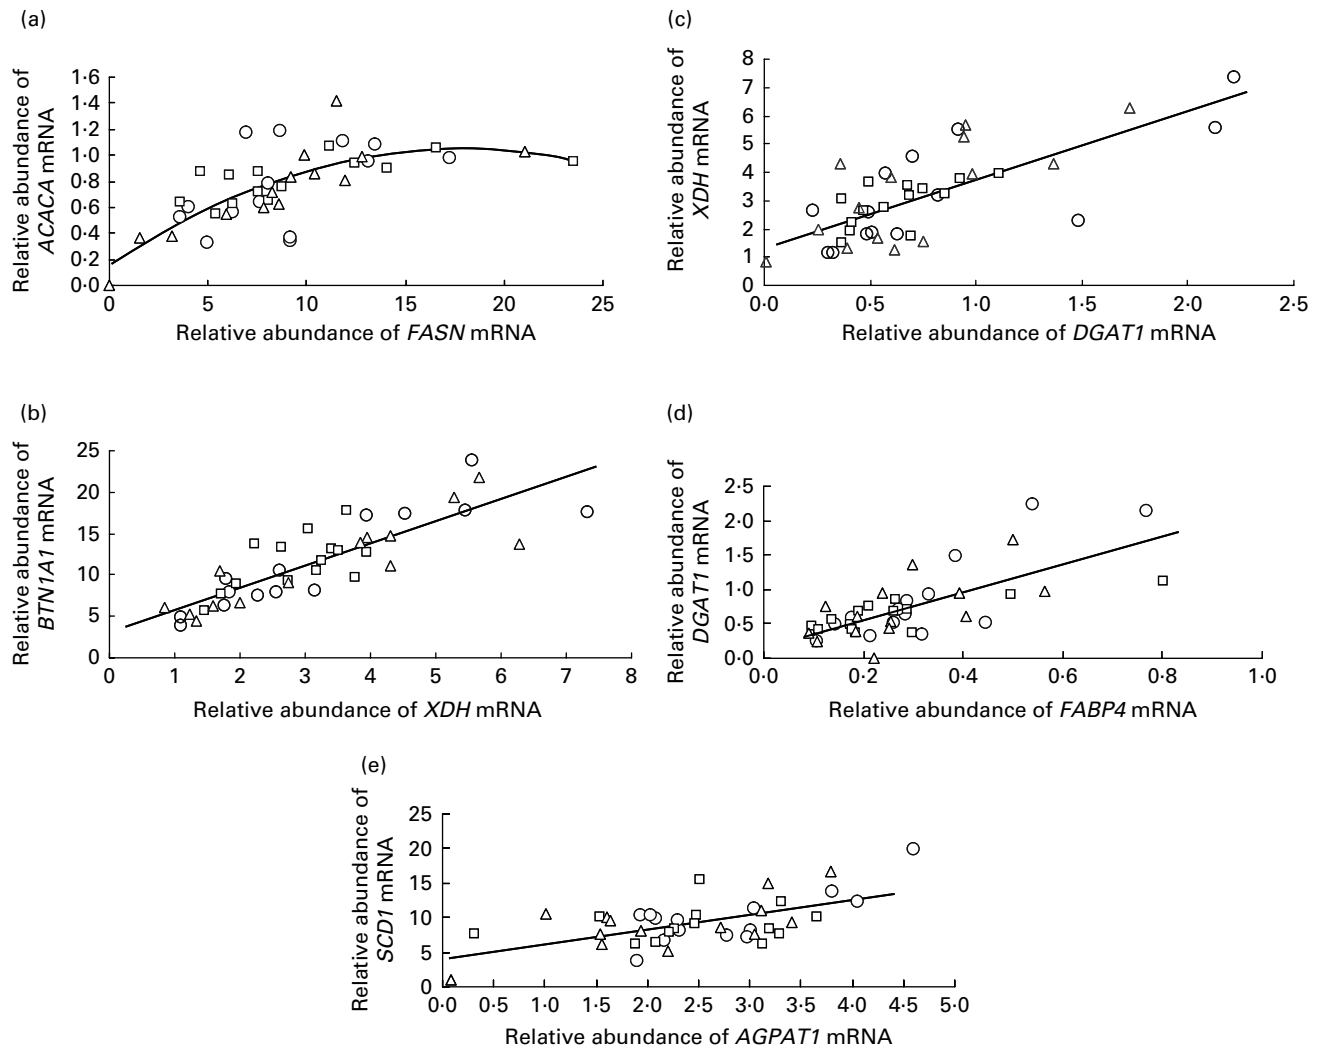 (a)
Relative abundance of
ACACA mRNA
1·6
1·4
1·2
1·0
0·8
0·6
0·4
0·2
0·0
0 5 10 15 20 25
Relative abundance of FASN mRNA
(c)
Relative abundance of
XDH mRNA
8
7
6
5
4
3
2
1
0
0·0 0·5 1·0 1·5 2·0 2·5
Relative abundance of DGAT1 mRNA
(b)
Relative abundance of
BTN1A1 mRNA
25
20
15
10
5
0
0 1 2 3 4 5 6 7 8
Relative abundance of XDH mRNA
(d)
Relative abundance of
DGAT1 mRNA
2·5
2·0
1·5
1·0
0·5
0·0
0·0 0·2 0·4 0·6 0·8 1·0
Relative abundance of FABP4 mRNA
(e)
Relative abundance of
SCD1 mRNA
25
20
15
10
5
0
0·0 0·5 1·0 1·5 2·0 2·5 3·0 3·5 4·0 4·5 5·0
Relative abundance of AGPAT1 mRNA